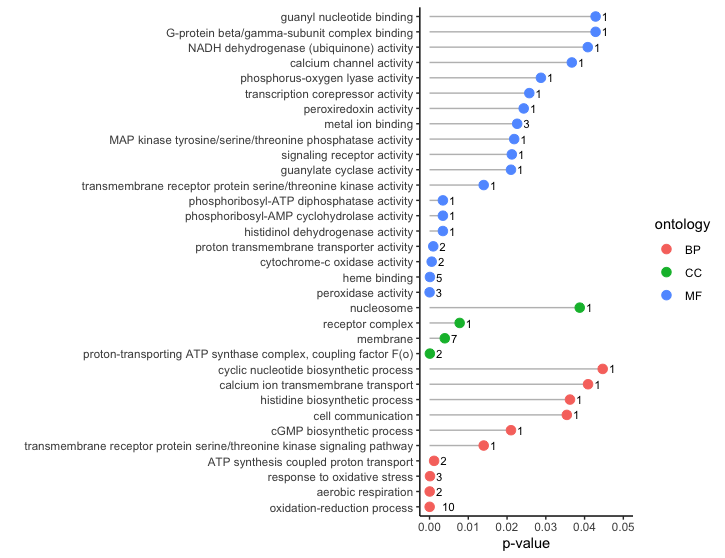 guanyl nucleotide binding 1
G-protein beta/gamma-subunit complex binding 1
NADH dehydrogenase (ubiquinone) activity 1
calcium channel activity 1
phosphorus-oxygen lyase activity 1
transcription corepressor activity 1
peroxiredoxin activity 1
metal ion binding 3
MAP kinase tyrosine/serine/threonine phosphatase activity 1
signaling receptor activity 1
guanylate cyclase activity 1
transmembrane receptor protein serine/threonine kinase activity 1
phosphoribosyl-ATP diphosphatase activity 1
phosphoribosyl-AMP cyclohydrolase activity 1
histidinol dehydrogenase activity 1
proton transmembrane transporter activity 2
cytochrome-c oxidase activity 2
heme binding 5
peroxidase activity 3
nucleosome 1
receptor complex 1
membrane 7
proton-transporting ATP synthase complex, coupling factor F(o) 2
cyclic nucleotide biosynthetic process 1
calcium ion transmembrane transport 1
histidine biosynthetic process 1
cell communication 1
cGMP biosynthetic process 1
transmembrane receptor protein serine/threonine kinase signaling pathway 1
ATP synthesis coupled proton transport 2
response to oxidative stress 3
aerobic respiration 2
oxidation-reduction process 10
0.00 0.01 0.02 0.03 0.04 0.05
p-value
ontology
BP
CC
MF